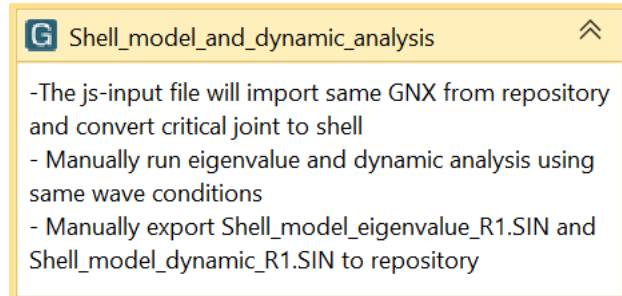 G Shell_model_and_dynamic_analysis
-The js-input file will import same GNX from repository
and convert critical joint to shell
- Manually run eigenvalue and dynamic analysis using
same wave conditions
- Manually export Shell_model_eigenvalue_R1.SIN and
Shell_model_dynamic_R1.SIN to repository